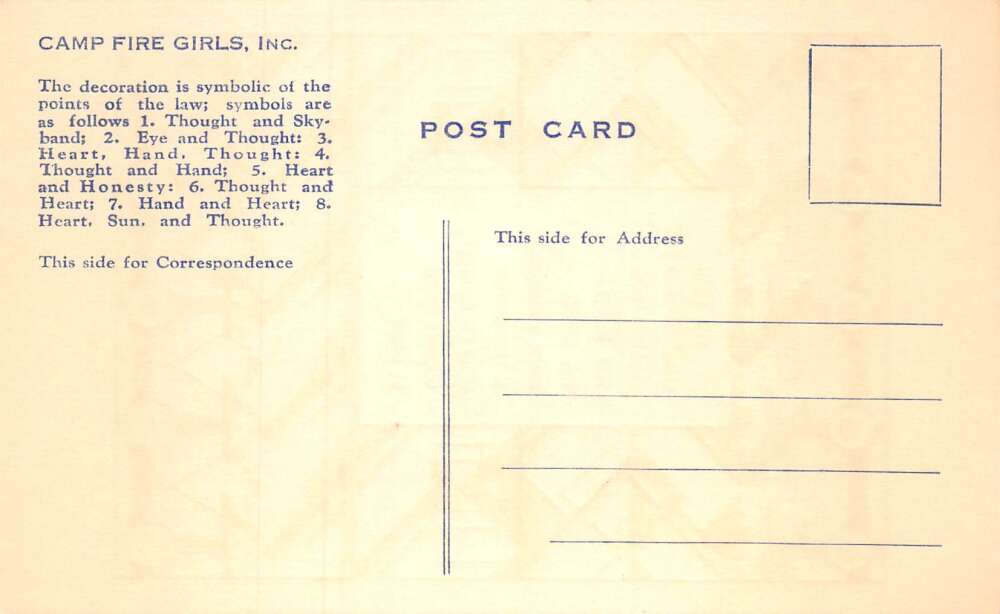 CAMP FIRE GIRLS, INC.
The decoration is symbolic of the
points of the law; symbols are
as follows 1. Thought and Sky-
band; 2. Eye and Thought: 3.
Heart, Hand, Thought: 4.
Thought and Hand; 5. Heart
and Honesty: 6. Thought and
Heart; 7. Hand and Heart; 8.
Heart, Sun, and Thought.
This side for Correspondence
POST CARD
This side for Address